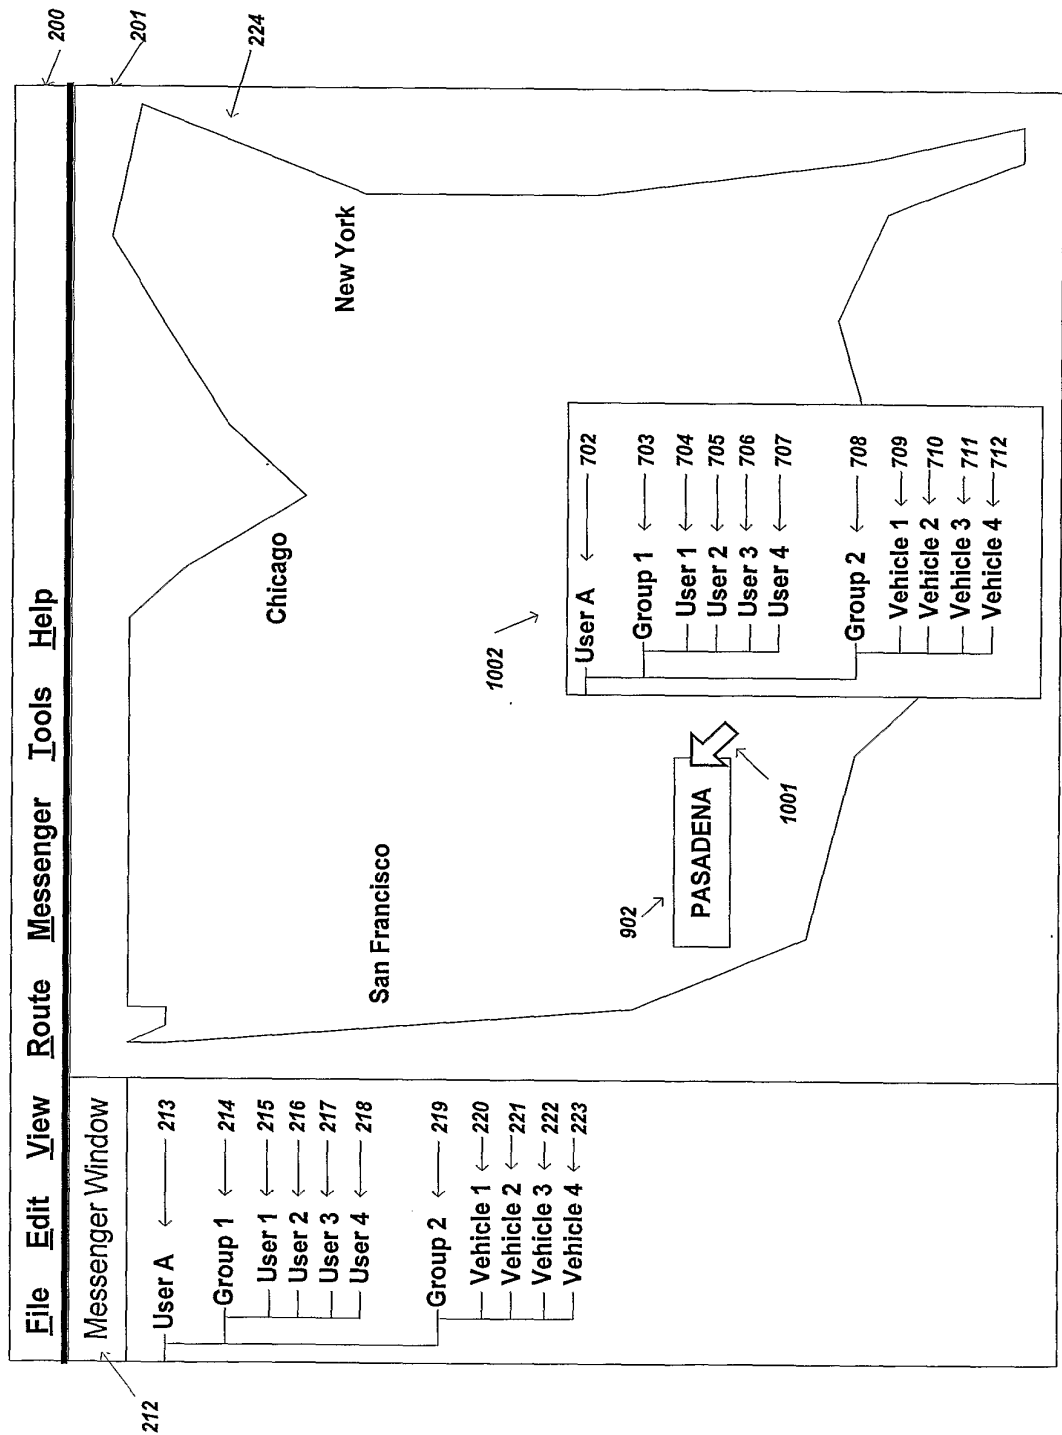 File Edit View Route Messenger Tools Help
200
201
Messenger Window
212
224
User A 213
Group 1 214
User 1 215
User 2 216
User 3 217
User 4 218
Group 2 219
Vehicle 1 220
Vehicle 2 221
Vehicle 3 222
Vehicle 4 223
Chicago
New York
San Francisco
902
PASADENA
1001
1002
User A 702
Group 1 703
User 1 704
User 2 705
User 3 706
User 4 707
Group 2 708
Vehicle 1 709
Vehicle 2 710
Vehicle 3 711
Vehicle 4 712